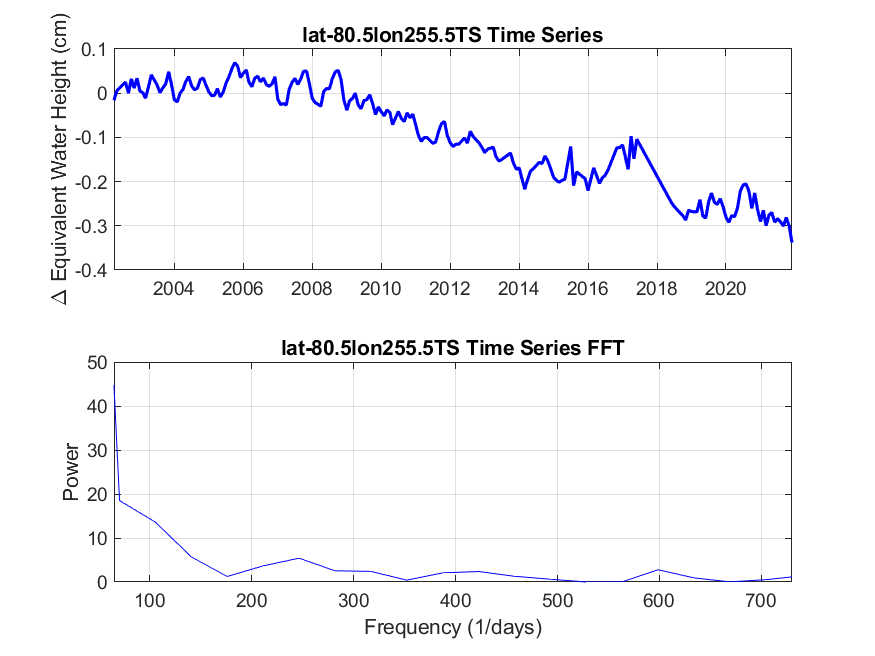 lat-80.5lon255.5TS Time Series
Δ Equivalent Water Height (cm)
0.1
0
-0.1
-0.2
-0.3
-0.4
2004 2006 2008 2010 2012 2014 2016 2018 2020
lat-80.5lon255.5TS Time Series FFT
Power
50
40
30
20
10
0
100 200 300 400 500 600 700
Frequency (1/days)